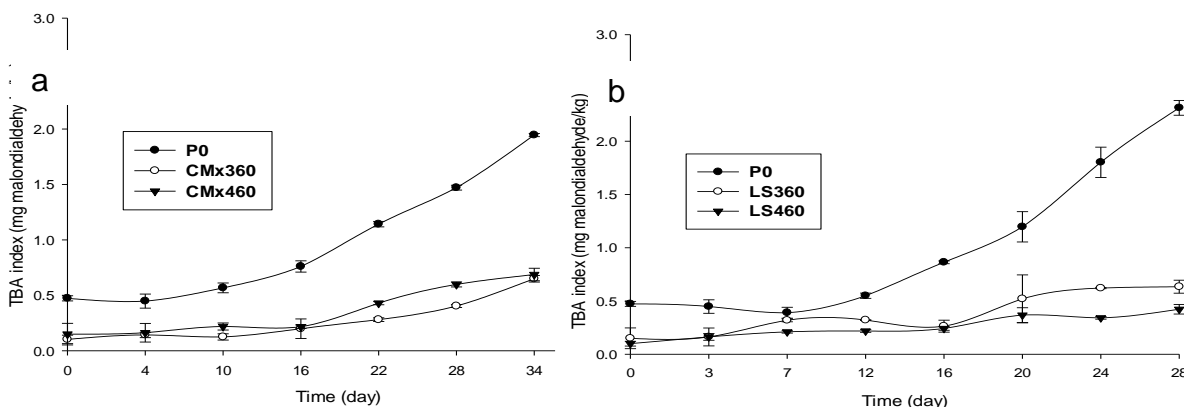 3.0
a
2.0
1.5
1.0
0.5
0.0
TBA index (mg malondialdehy
P0
CMx360
CMx460
0 4 10 16 22 28 34
Time (day)
3.0
b
2.0
1.5
1.0
0.5
0.0
TBA index (mg malondialdehyde/kg)
P0
LS360
LS460
0 3 7 12 16 20 24 28
Time (day)